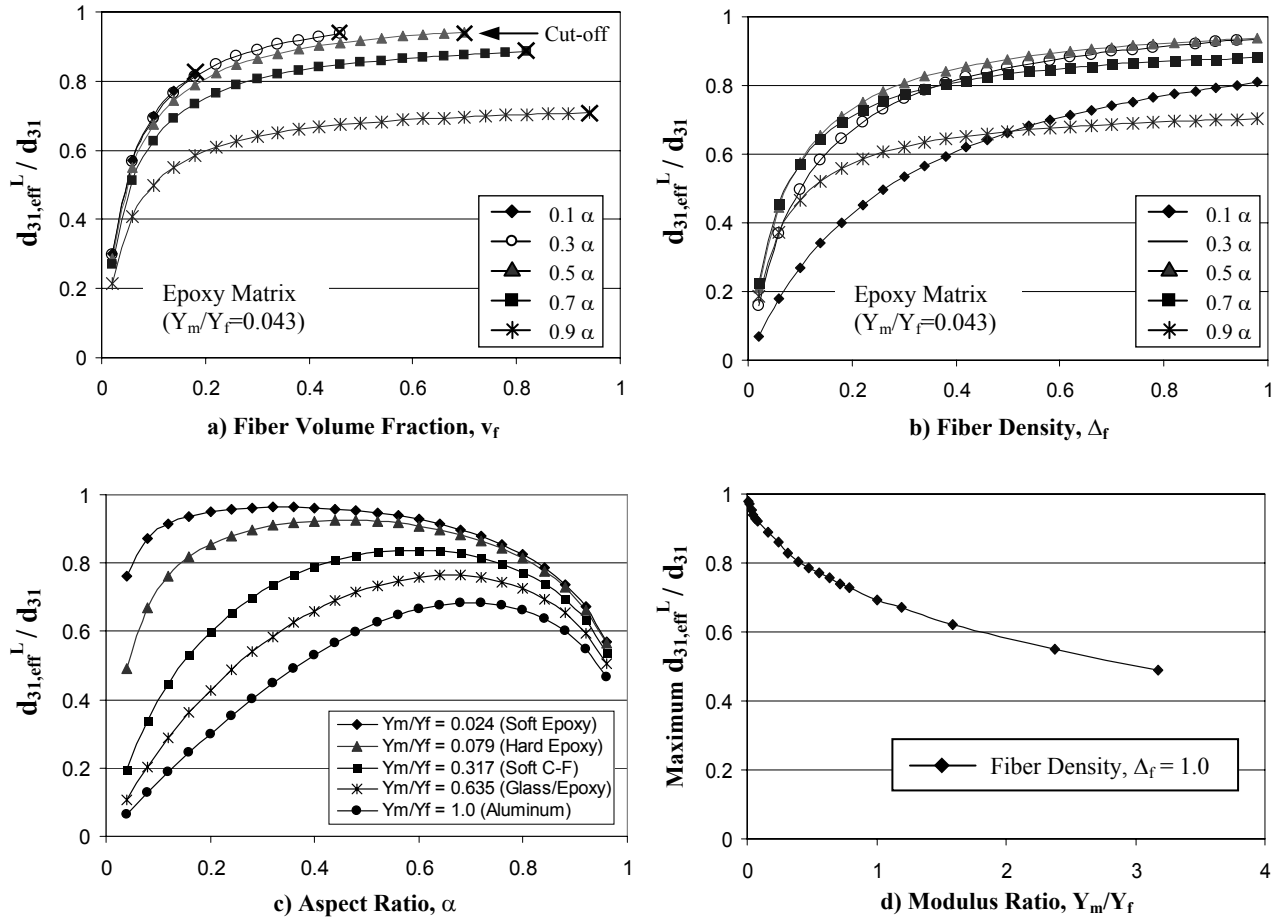 d31,eff^L / d31
1
0.8
0.6
0.4
0.2
0
0
0.2
0.4
0.6
0.8
1
Cut-off
Epoxy Matrix
(Ym/Yf=0.043)
0.1 α
0.3 α
0.5 α
0.7 α
0.9 α
a) Fiber Volume Fraction, vf
d31,eff^L / d31
1
0.8
0.6
0.4
0.2
0
0
0.2
0.4
0.6
0.8
1
Epoxy Matrix
(Ym/Yf=0.043)
0.1 α
0.3 α
0.5 α
0.7 α
0.9 α
b) Fiber Density, Δf
d31,eff^L / d31
1
0.8
0.6
0.4
0.2
0
0
0.2
0.4
0.6
0.8
1
Ym/Yf = 0.024 (Soft Epoxy)
Ym/Yf = 0.079 (Hard Epoxy)
Ym/Yf = 0.317 (Soft C-F)
Ym/Yf = 0.635 (Glass/Epoxy)
Ym/Yf = 1.0 (Aluminum)
c) Aspect Ratio, α
Maximum d31,eff^L / d31
1
0.8
0.6
0.4
0.2
0
0
1
2
3
4
Fiber Density, Δf = 1.0
d) Modulus Ratio, Ym/Yf